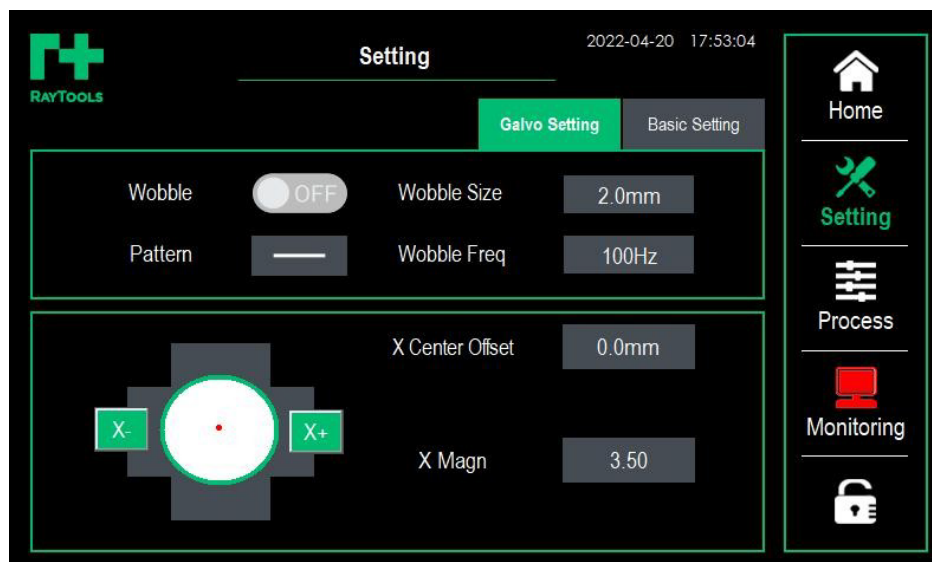 RAYTOOLS
Setting
2022-04-20 17:53:04
Galvo Setting
Basic Setting
Wobble
OFF
Wobble Size
2.0mm
Pattern
Wobble Freq
100Hz
X Center Offset
0.0mm
X-
X+
X Magn
3.50
Home
Setting
Process
Monitoring